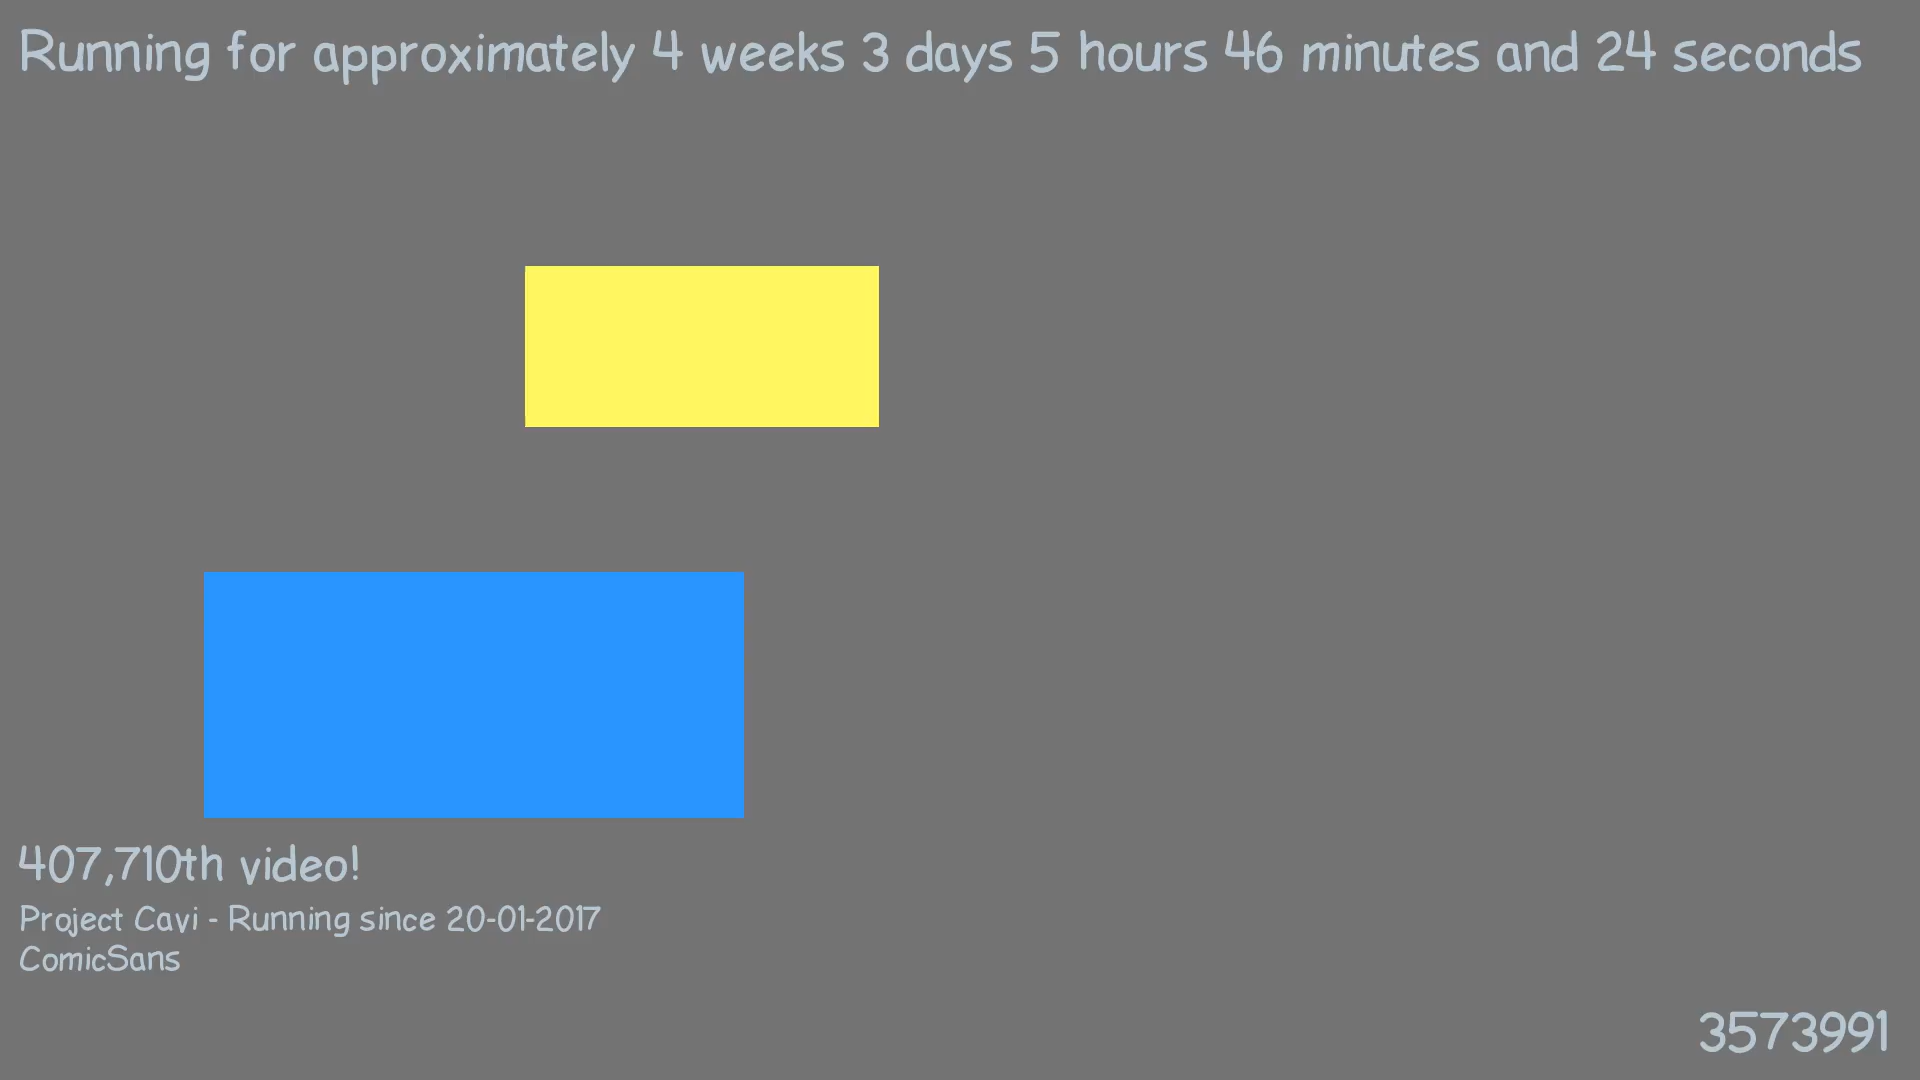 Running for approximately 4 weeks 3 days 5 hours 46 minutes and 24 seconds
407,710th video!
Project Cavi - Running since 20-01-2017
ComicSans
3573991